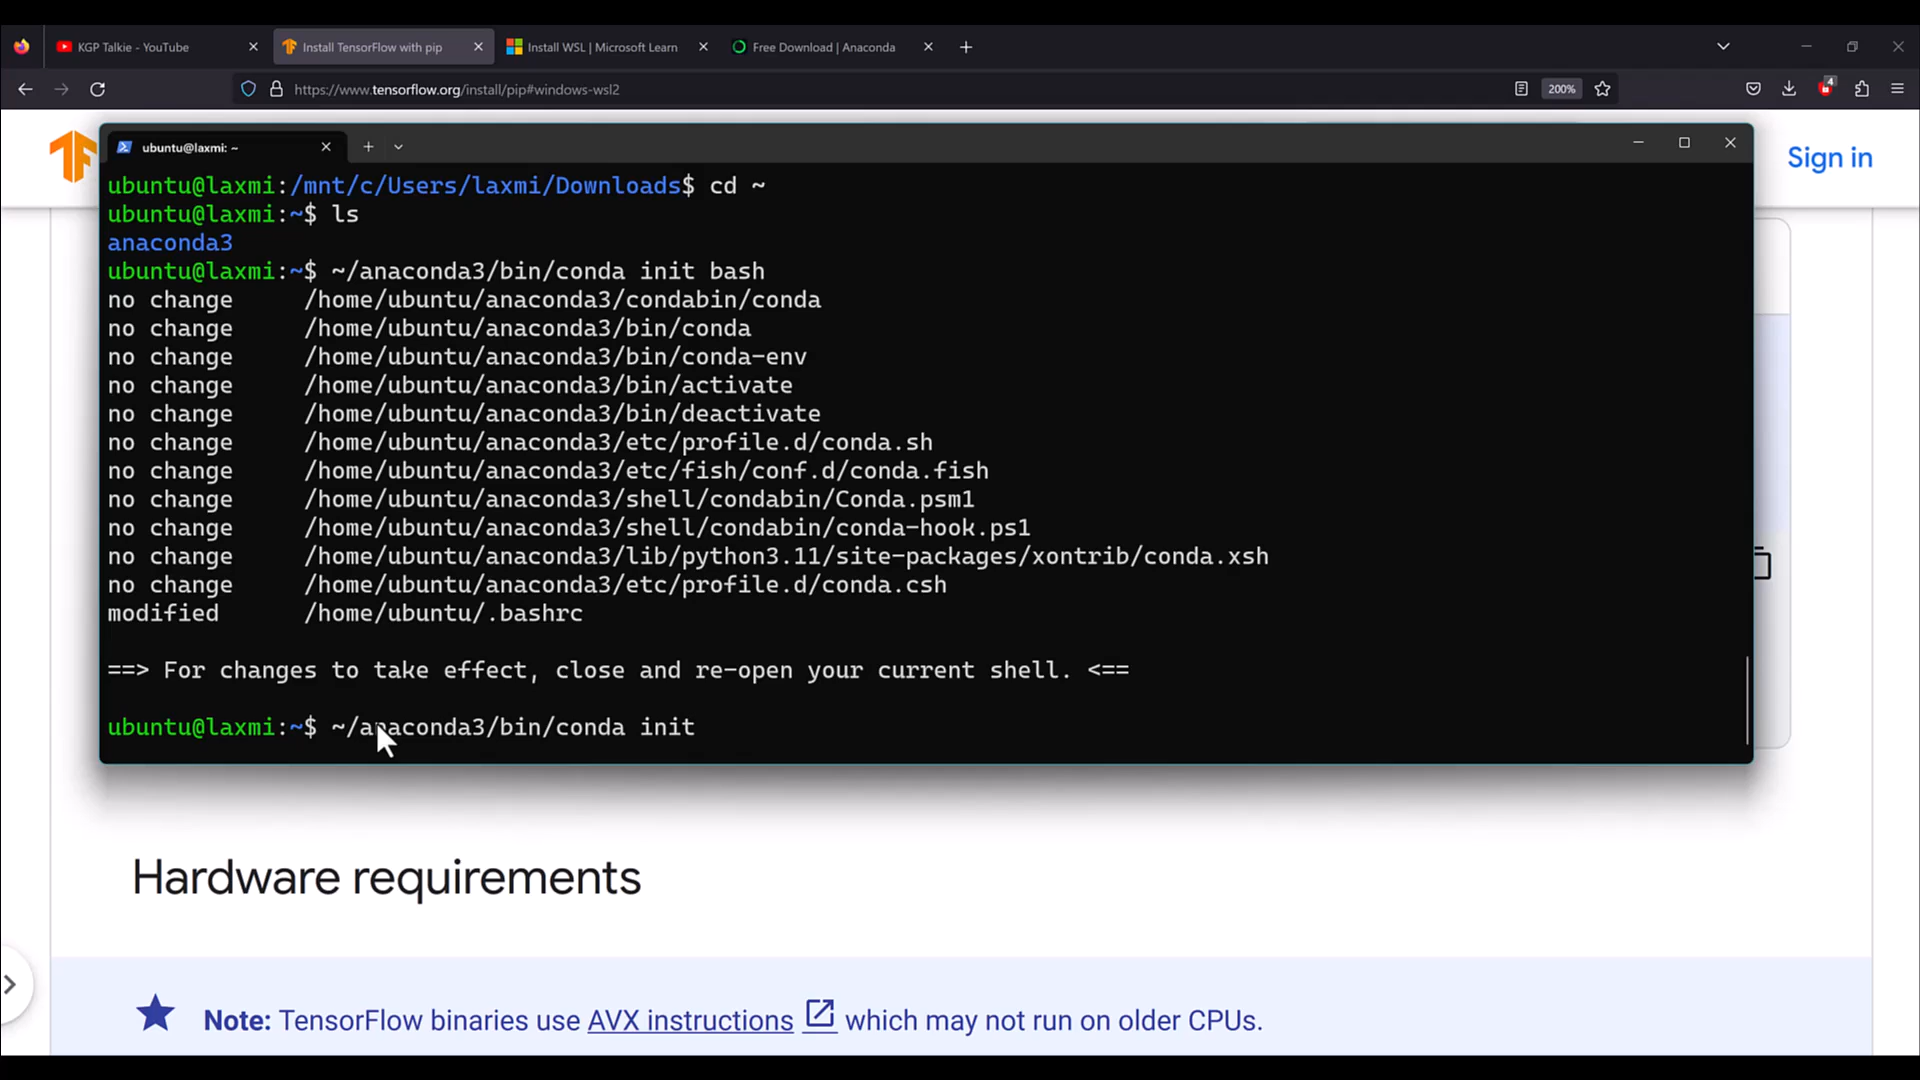 KGP Talkie - YouTube
Install TensorFlow with pip
Install WSL | Microsoft Learn
Free Download | Anaconda
https://www.tensorflow.org/install/pip#windows-wsl2
200%
4
Sign in
ubuntu@laxmi: ~
ubuntu@laxmi:/mnt/c/Users/laxmi/Downloads$ cd ~
ubuntu@laxmi:~$ ls
anaconda3
ubuntu@laxmi:~$ ~/anaconda3/bin/conda init bash
no change     /home/ubuntu/anaconda3/condabin/conda
no change     /home/ubuntu/anaconda3/bin/conda
no change     /home/ubuntu/anaconda3/bin/conda-env
no change     /home/ubuntu/anaconda3/bin/activate
no change     /home/ubuntu/anaconda3/bin/deactivate
no change     /home/ubuntu/anaconda3/etc/profile.d/conda.sh
no change     /home/ubuntu/anaconda3/etc/fish/conf.d/conda.fish
no change     /home/ubuntu/anaconda3/shell/condabin/Conda.psm1
no change     /home/ubuntu/anaconda3/shell/condabin/conda-hook.ps1
no change     /home/ubuntu/anaconda3/lib/python3.11/site-packages/xontrib/conda.xsh
no change     /home/ubuntu/anaconda3/etc/profile.d/conda.csh
modified      /home/ubuntu/.bashrc
==> For changes to take effect, close and re-open your current shell. <==
ubuntu@laxmi:~$ ~/anaconda3/bin/conda init
Hardware requirements
Note: TensorFlow binaries use AVX instructions which may not run on older CPUs.